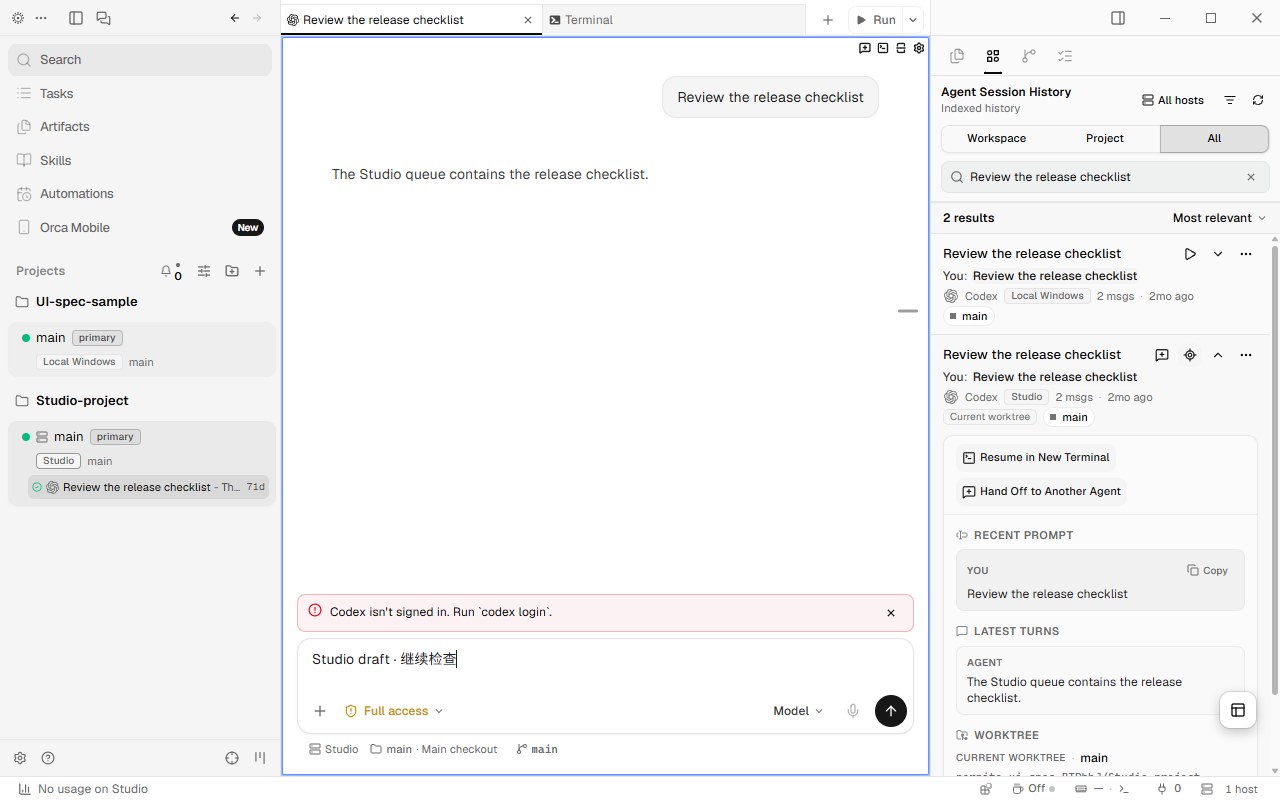 Review the release checklist
Terminal
Run
Search
Tasks
Artifacts
Skills
Automations
Orca Mobile
New
Projects
0
UI-spec-sample
main primary
Local Windows main
Studio-project
main primary
Studio main
Review the release checklist - Th... 71d
Review the release checklist
The Studio queue contains the release checklist.
Codex isn't signed in. Run `codex login`.
Studio draft · 继续检查
Full access
Model
Studio main · Main checkout main
Agent Session History
Indexed history
All hosts
Workspace Project All
Review the release checklist
2 results
Most relevant
Review the release checklist
You: Review the release checklist
Codex Local Windows 2 msgs · 2mo ago
main
Review the release checklist
You: Review the release checklist
Codex Studio 2 msgs · 2mo ago
Current worktree main
Resume in New Terminal
Hand Off to Another Agent
RECENT PROMPT
YOU
Copy
Review the release checklist
LATEST TURNS
AGENT
The Studio queue contains the release
checklist.
WORKTREE
CURRENT WORKTREE · main
No usage on Studio
Off
0
1 host